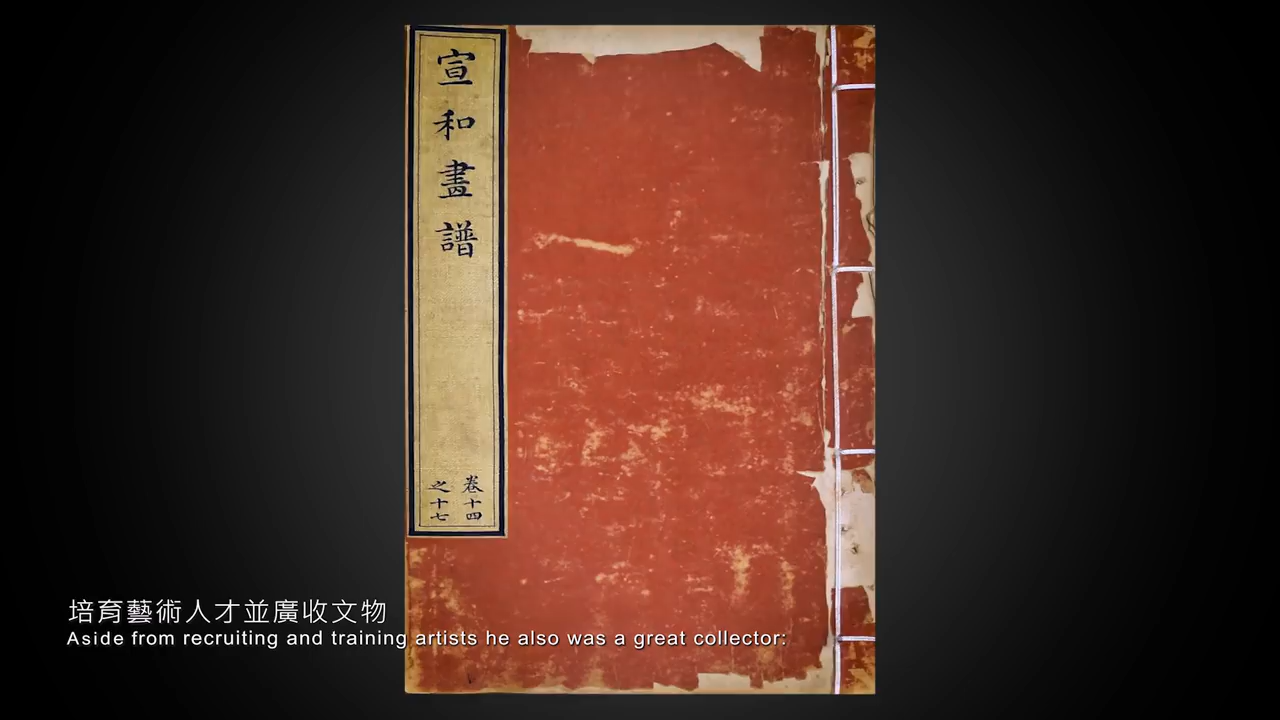 宣和畫譜
卷十四
之十七
培育藝術人才並廣收文物
Aside from recruiting and training artists he also was a great collector: